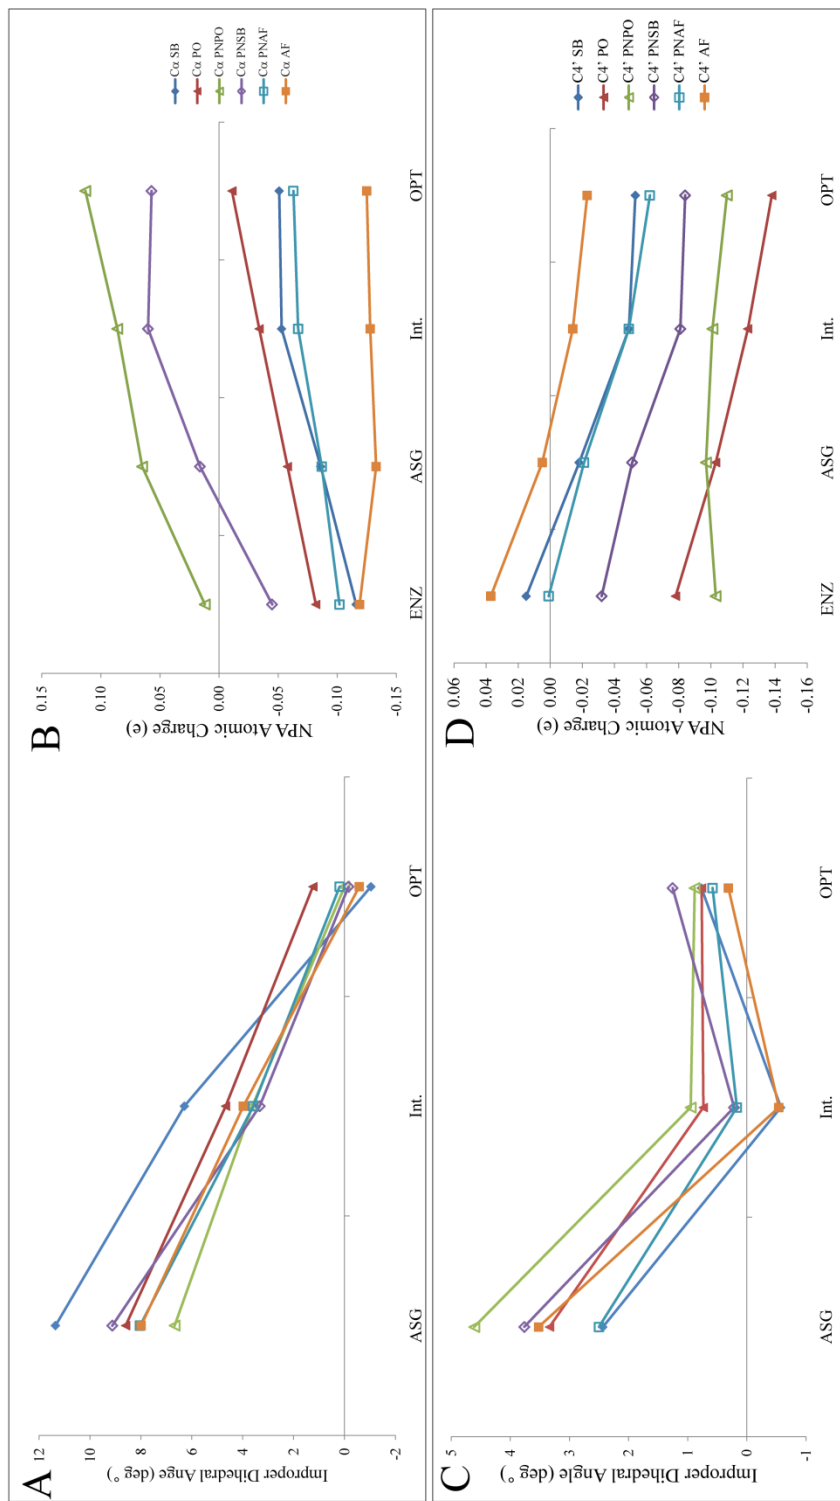 A
Improper Dihedral Ange (deg°)
12
10
8
6
4
2
0
-2
ASG
Int.
OPT
B
NPA Atomic Charge (e)
0.15
0.10
0.05
0.00
-0.05
-0.10
-0.15
ENZ
ASG
Int.
OPT
Cα SB
Cα PO
Cα PNPO
Cα PNSB
Cα PNAF
Cα AF
C
Improper Dihedral Angle (deg°)
5
4
3
2
1
0
-1
ASG
Int.
OPT
D
NPA Atomic Charge (e)
0.06
0.04
0.02
0.00
-0.02
-0.04
-0.06
-0.08
-0.10
-0.12
-0.14
-0.16
ENZ
ASG
Int.
OPT
C4' SB
C4' PO
C4' PNPO
C4' PNSB
C4' PNAF
C4' AF